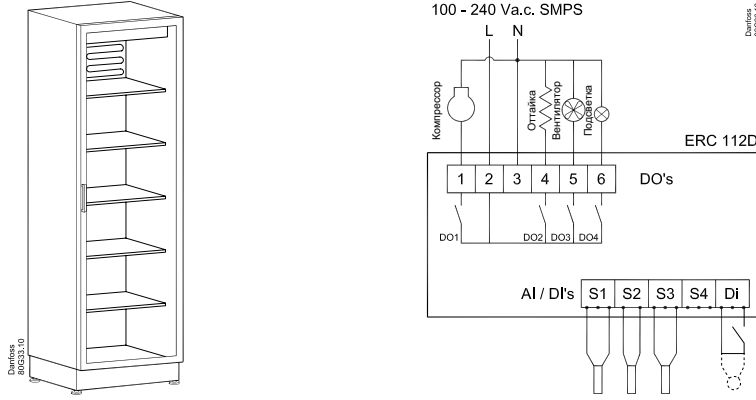 100 - 240 Va.c. SMPS
L N
Danfoss
Компрессор
Оттайка
Вентилятор
Подсветка
ERC 112D
1 2 3 4 5 6 DO's
DO1 DO2 DO3 DO4
AI / DI's S1 S2 S3 S4 Di
Danfoss
80G33.10